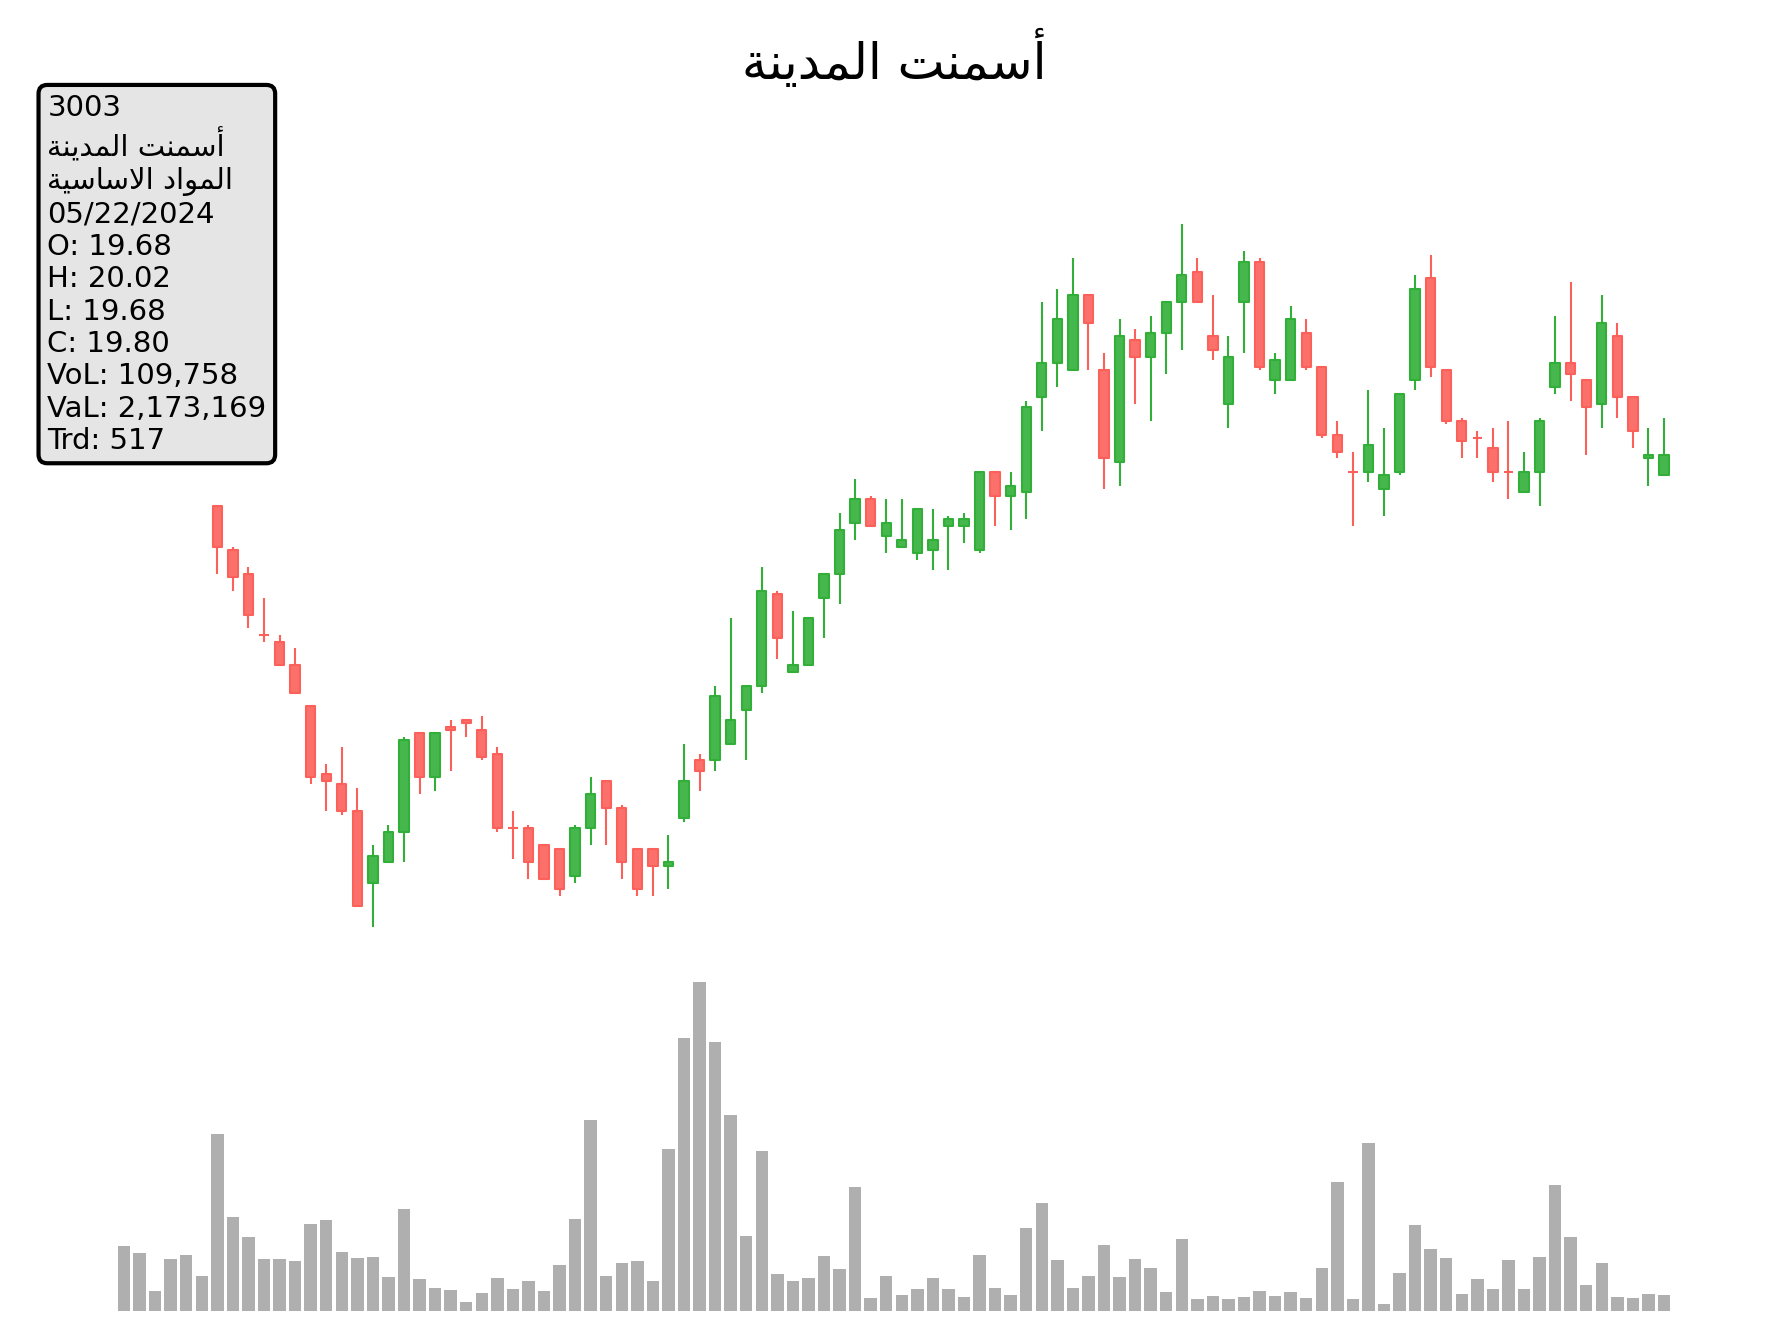 أسمنت المدينة
3003
أسمنت المدينة
المواد الاساسية
05/22/2024
O: 19.68
H: 20.02
L: 19.68
C: 19.80
VoL: 109,758
VaL: 2,173,169
Trd: 517